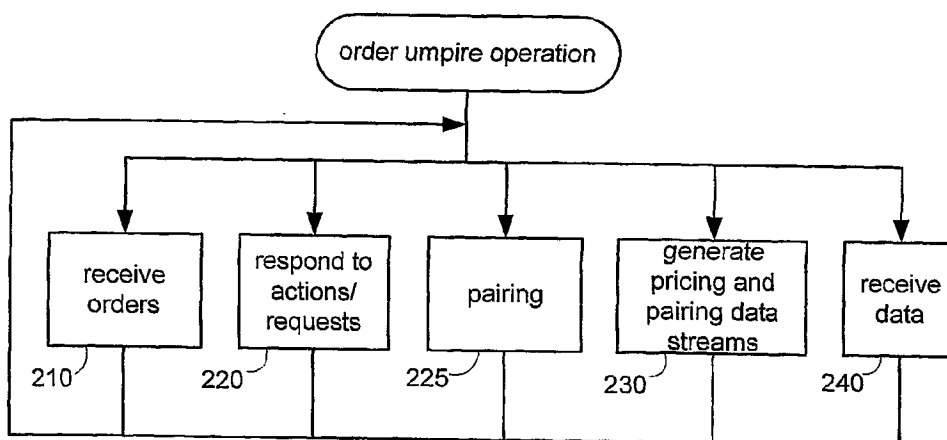 order umpire operation
receive
orders
210
respond to
actions/
requests
220
pairing
225
generate
pricing and
pairing data
streams
230
receive
data
240